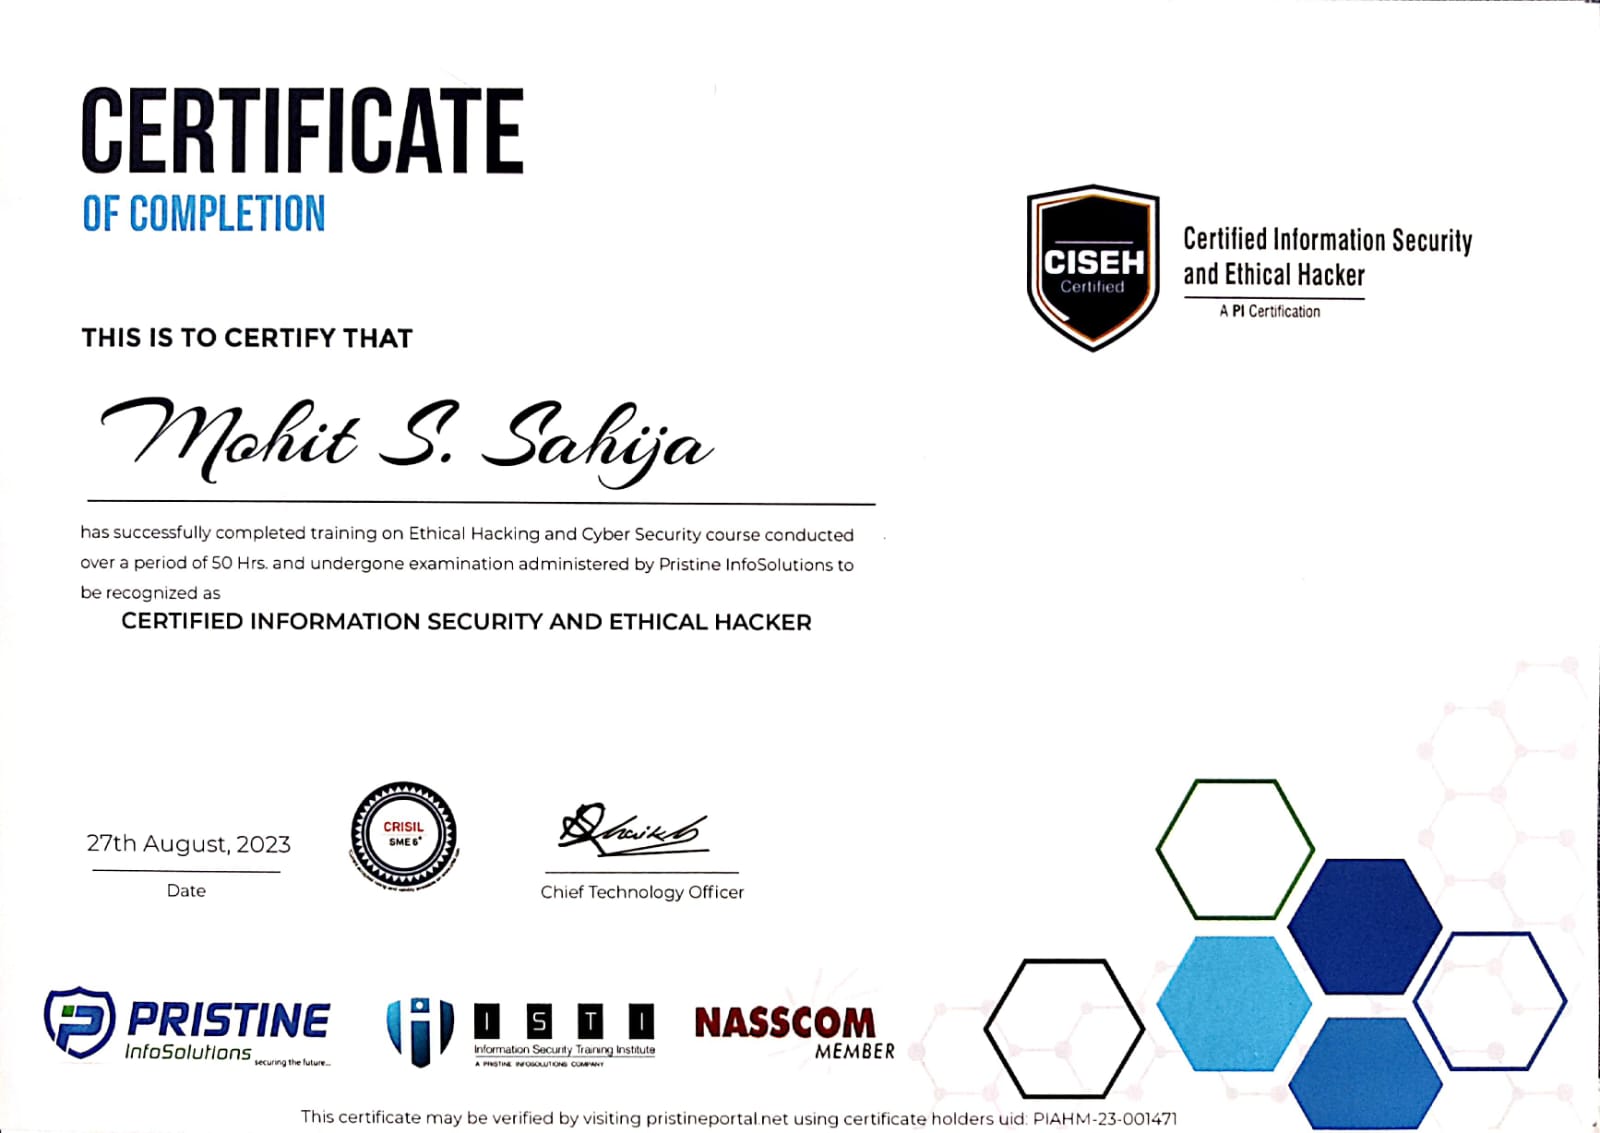 CERTIFICATE
OF COMPLETION
CISEH
Certified
Certified Information Security
and Ethical Hacker
A PI Certification
THIS IS TO CERTIFY THAT
Mohit S. Sahija
has successfully completed training on Ethical Hacking and Cyber Security course conducted
over a period of 50 Hrs. and undergone examination administered by Pristine InfoSolutions to
be recognized as
CERTIFIED INFORMATION SECURITY AND ETHICAL HACKER
27th August, 2023
Date
CRISIL
SME 6*
Shaikh
Chief Technology Officer
PRISTINE
InfoSolutions
securing the future...
I S T I
Information Security Training Institute
A PRISTINE INFOSOLUTIONS COMPANY
NASSCOM
MEMBER
This certificate may be verified by visiting pristineportal.net using certificate holders uid: PIAHM-23-001471